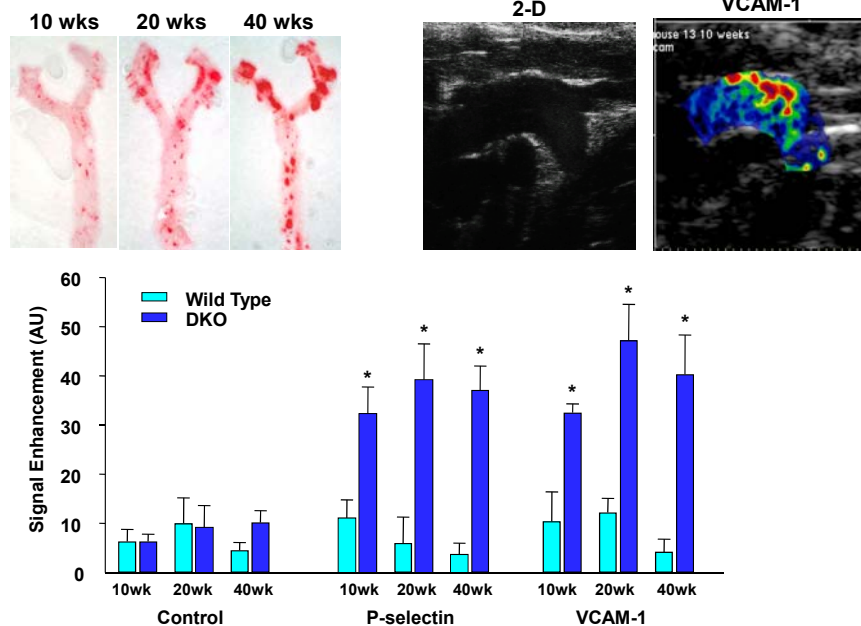 10 wks 20 wks 40 wks
2-D
VCAM-1
ouse 13 10 weeks
cam
60
50
40
30
20
10
0
Signal Enhancement (AU)
Wild Type
DKO
* * * * * *
10wk 20wk 40wk 10wk 20wk 40wk 10wk 20wk 40wk
Control P-selectin VCAM-1